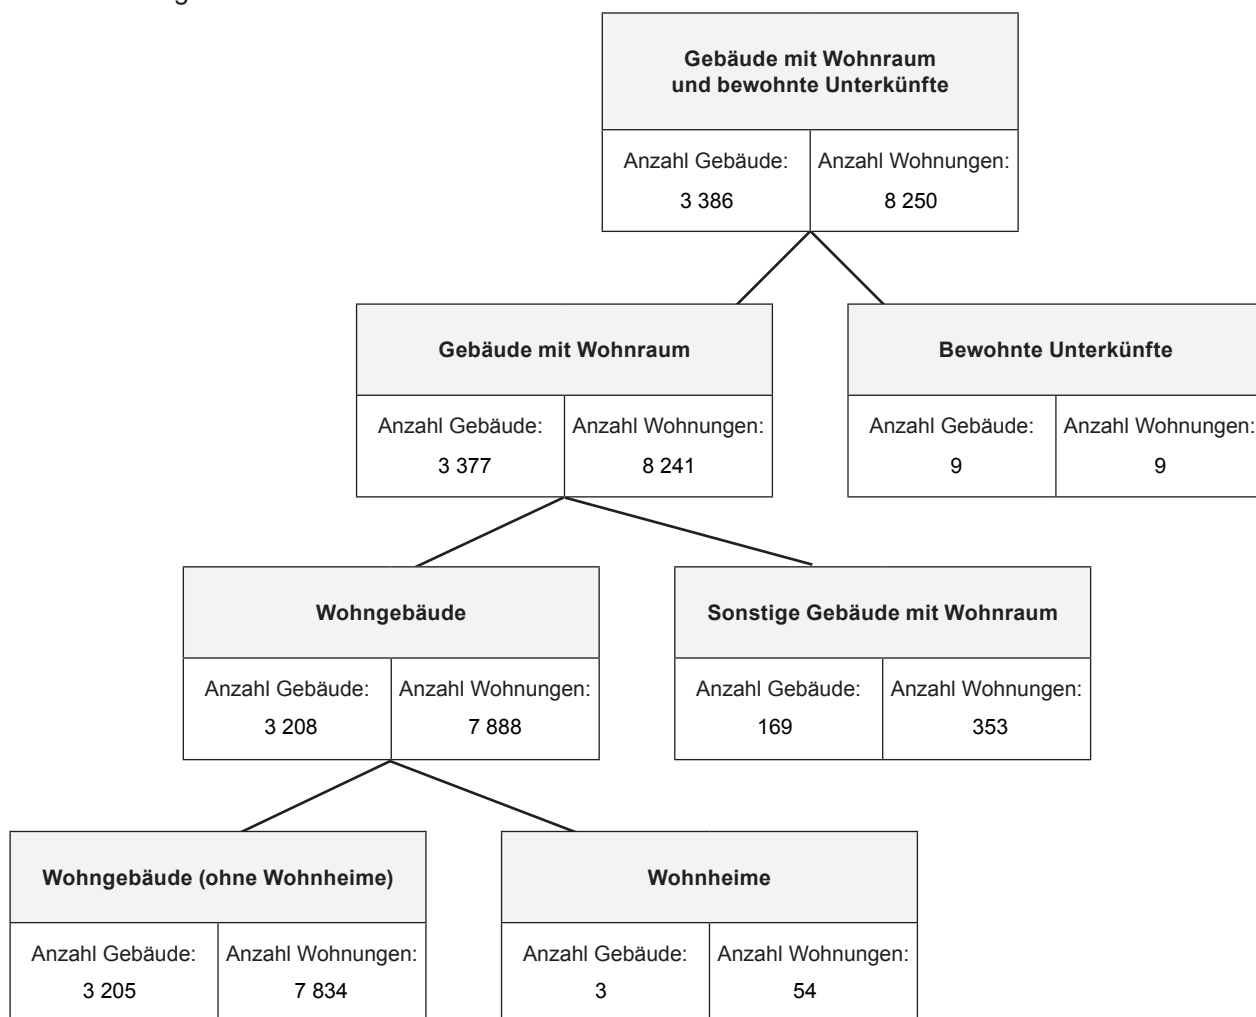 Gebäude mit Wohnraum
und bewohnte Unterkünfte
Anzahl Gebäude: Anzahl Wohnungen:
3 386 8 250
Gebäude mit Wohnraum Bewohnte Unterkünfte
Anzahl Gebäude: Anzahl Wohnungen: Anzahl Gebäude: Anzahl Wohnungen:
3 377 8 241 9 9
Wohngebäude Sonstige Gebäude mit Wohnraum
Anzahl Gebäude: Anzahl Wohnungen: Anzahl Gebäude: Anzahl Wohnungen:
3 208 7 888 169 353
Wohngebäude (ohne Wohnheime) Wohnheime
Anzahl Gebäude: Anzahl Wohnungen: Anzahl Gebäude: Anzahl Wohnungen:
3 205 7 834 3 54